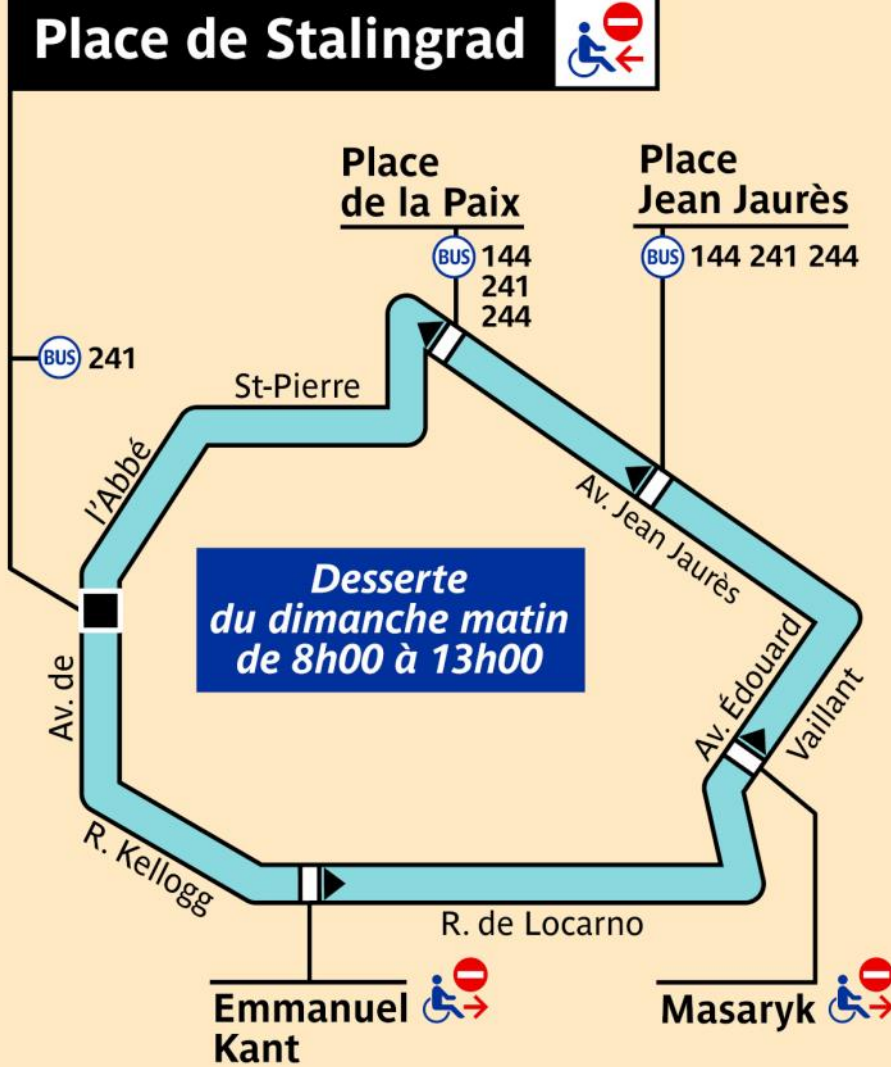 Place de Stalingrad
Place
de la Paix
BUS 144
241
244
Place
Jean Jaurès
BUS 144 241 244
BUS 241
St-Pierre
l'Abbé
Av. Jean Jaurès
Desserte
du dimanche matin
de 8h00 à 13h00
Av. Édouard
Vaillant
Av. de
R. Kellogg
R. de Locarno
Emmanuel
Kant
Masaryk